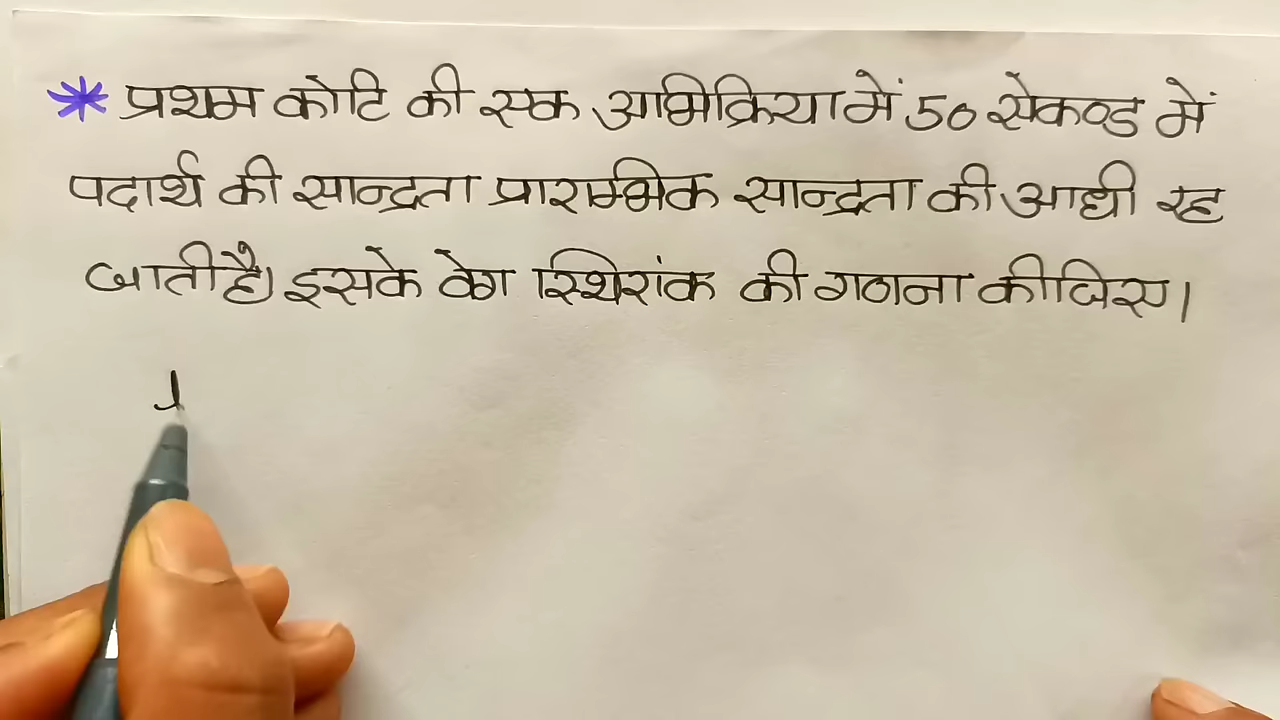 * प्रथम कोटि की एक अभिक्रिया में 50 सेकण्ड में
पदार्थ की सान्द्रता प्रारम्भिक सान्द्रता की आधी रह
जाती है। इसके वेग स्थिरांक की गणना कीजिए।